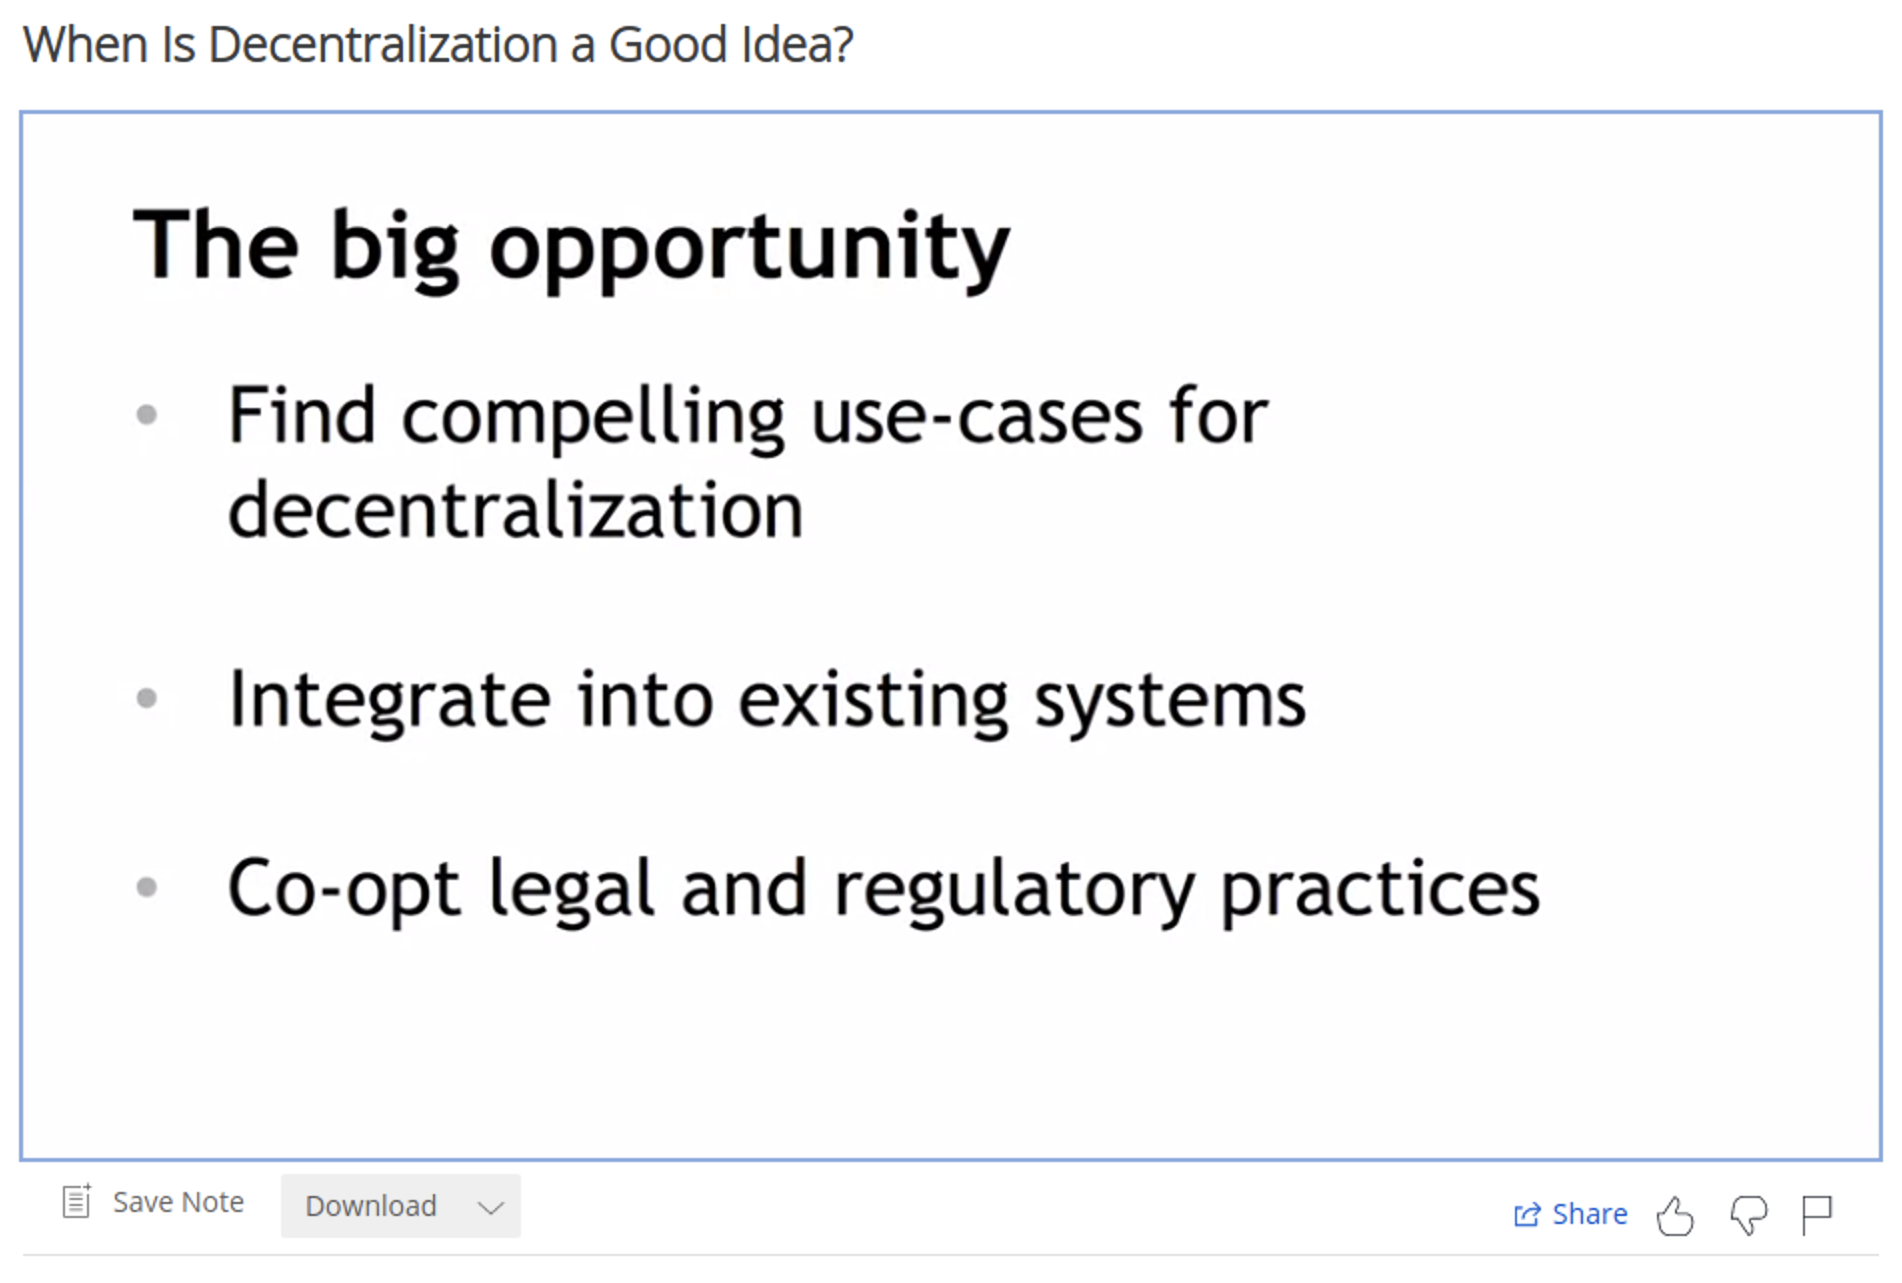 When Is Decentralization a Good Idea?
The big opportunity
• Find compelling use-cases for
decentralization
• Integrate into existing systems
• Co-opt legal and regulatory practices
Save Note
Download
Share